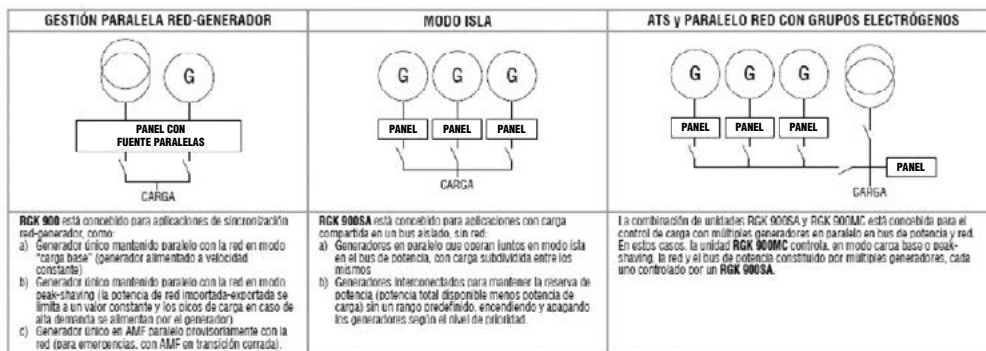 GESTIÓN PARALELA RED-GENERADOR
G
PANEL CON
FUENTE PARALELAS
CARGA
RGK 900 está concebido para aplicaciones de sincronización
red-generador, como:
a) Generador único mantenido paralelo con la red en modo
"carga base" (generador alimentado a velocidad
constante)
b) Generador único mantenido paralelo con la red en modo
peak-shaving (la potencia de red importada-exportada se
limita a un valor constante y los picos de carga en caso de
alta demanda se alimentan por el generador)
c) Generador único en AMF paralelo provisoriamente con la
red (para emergencias, con AMF en transición cerrada).
MODO ISLA
G G G
PANEL PANEL PANEL
CARGA
RGK 900SA está concebido para aplicaciones con carga
compartida en un bus aislado, sin red:
a) Generadores en paralelo que operan juntos en modo isla
en el bus de potencia, con carga subdividida entre los
mismos
b) Generadores interconectados para mantener la reserva de
potencia (potencia total disponible menos potencia de
carga) sin un rango predefinido, encendiendo y apagando
los generadores según el nivel de prioridad.
ATS y PARALELO RED CON GRUPOS ELECTRÓGENOS
G G G
PANEL PANEL PANEL
PANEL
CARGA
La combinación de unidades RGK 900SA y RGK 900MC está concebida para el
control de carga con múltiples generadores en paralelo en bus de potencia y red.
En estos casos, la unidad RGK 900MC controla, en modo carga base o peak-
shaving, la red y el bus de potencia constituido por múltiples generadores, cada
uno controlado por un RGK 900SA.